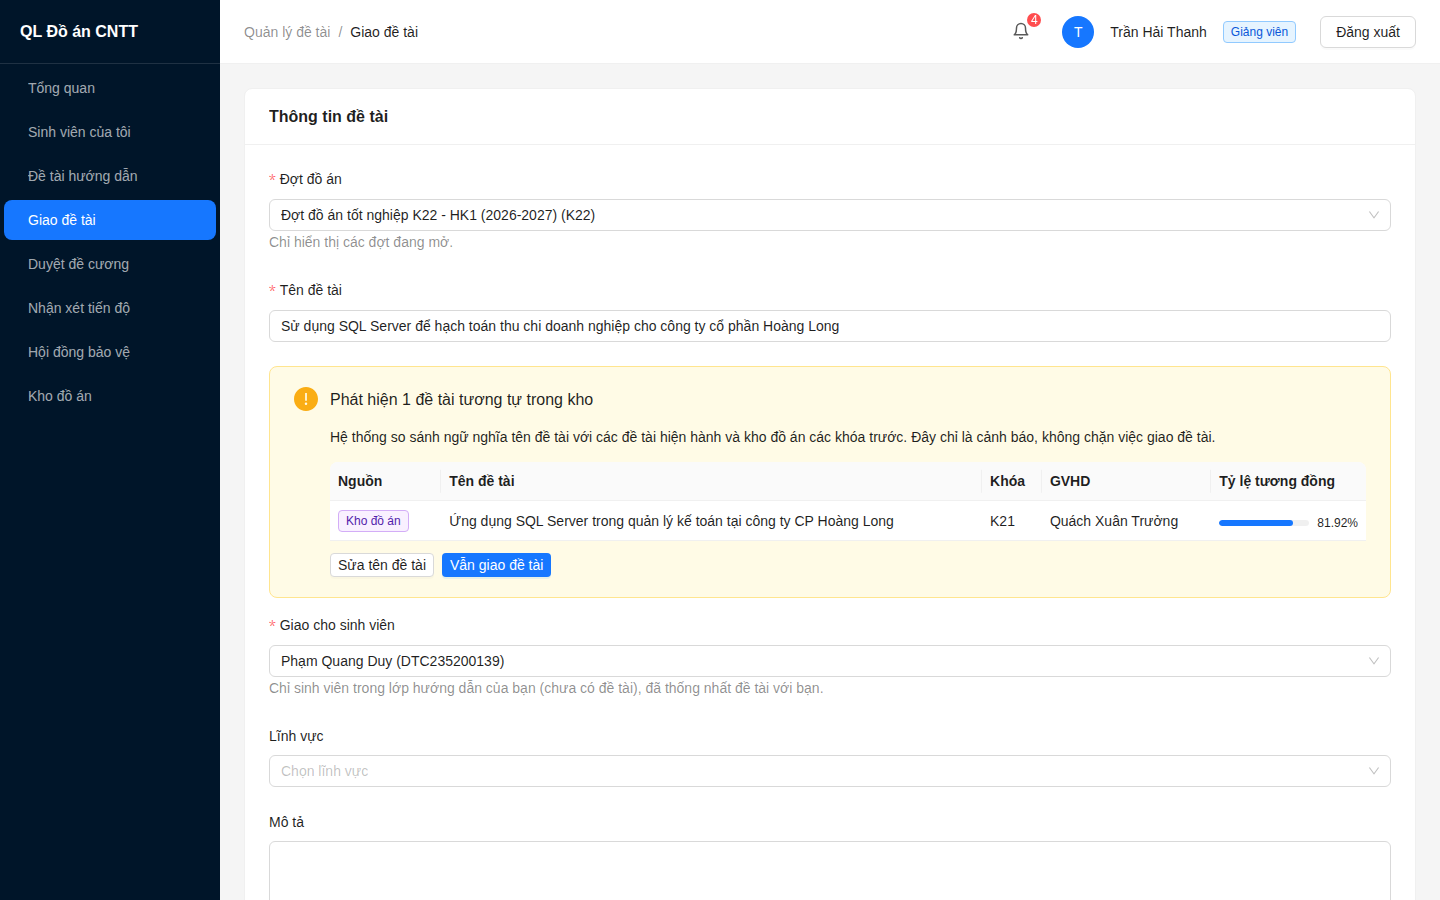 QL Đồ án CNTT
Quản lý đề tài / Giao đề tài
4
T
Trần Hải Thanh
Giảng viên
Đăng xuất
Tổng quan
Sinh viên của tôi
Đề tài hướng dẫn
Giao đề tài
Duyệt đề cương
Nhận xét tiến độ
Hội đồng bảo vệ
Kho đồ án
Thông tin đề tài
* Đợt đồ án
Đợt đồ án tốt nghiệp K22 - HK1 (2026-2027) (K22)
Chỉ hiển thị các đợt đang mở.
* Tên đề tài
Sử dụng SQL Server để hạch toán thu chi doanh nghiệp cho công ty cổ phần Hoàng Long
Phát hiện 1 đề tài tương tự trong kho
Hệ thống so sánh ngữ nghĩa tên đề tài với các đề tài hiện hành và kho đồ án các khóa trước. Đây chỉ là cảnh báo, không chặn việc giao đề tài.
Nguồn Tên đề tài Khóa GVHD Tỷ lệ tương đồng
Kho đồ án Ứng dụng SQL Server trong quản lý kế toán tại công ty CP Hoàng Long K21 Quách Xuân Trưởng 81.92%
Sửa tên đề tài Vẫn giao đề tài
* Giao cho sinh viên
Phạm Quang Duy (DTC235200139)
Chỉ sinh viên trong lớp hướng dẫn của bạn (chưa có đề tài), đã thống nhất đề tài với bạn.
Lĩnh vực
Chọn lĩnh vực
Mô tả